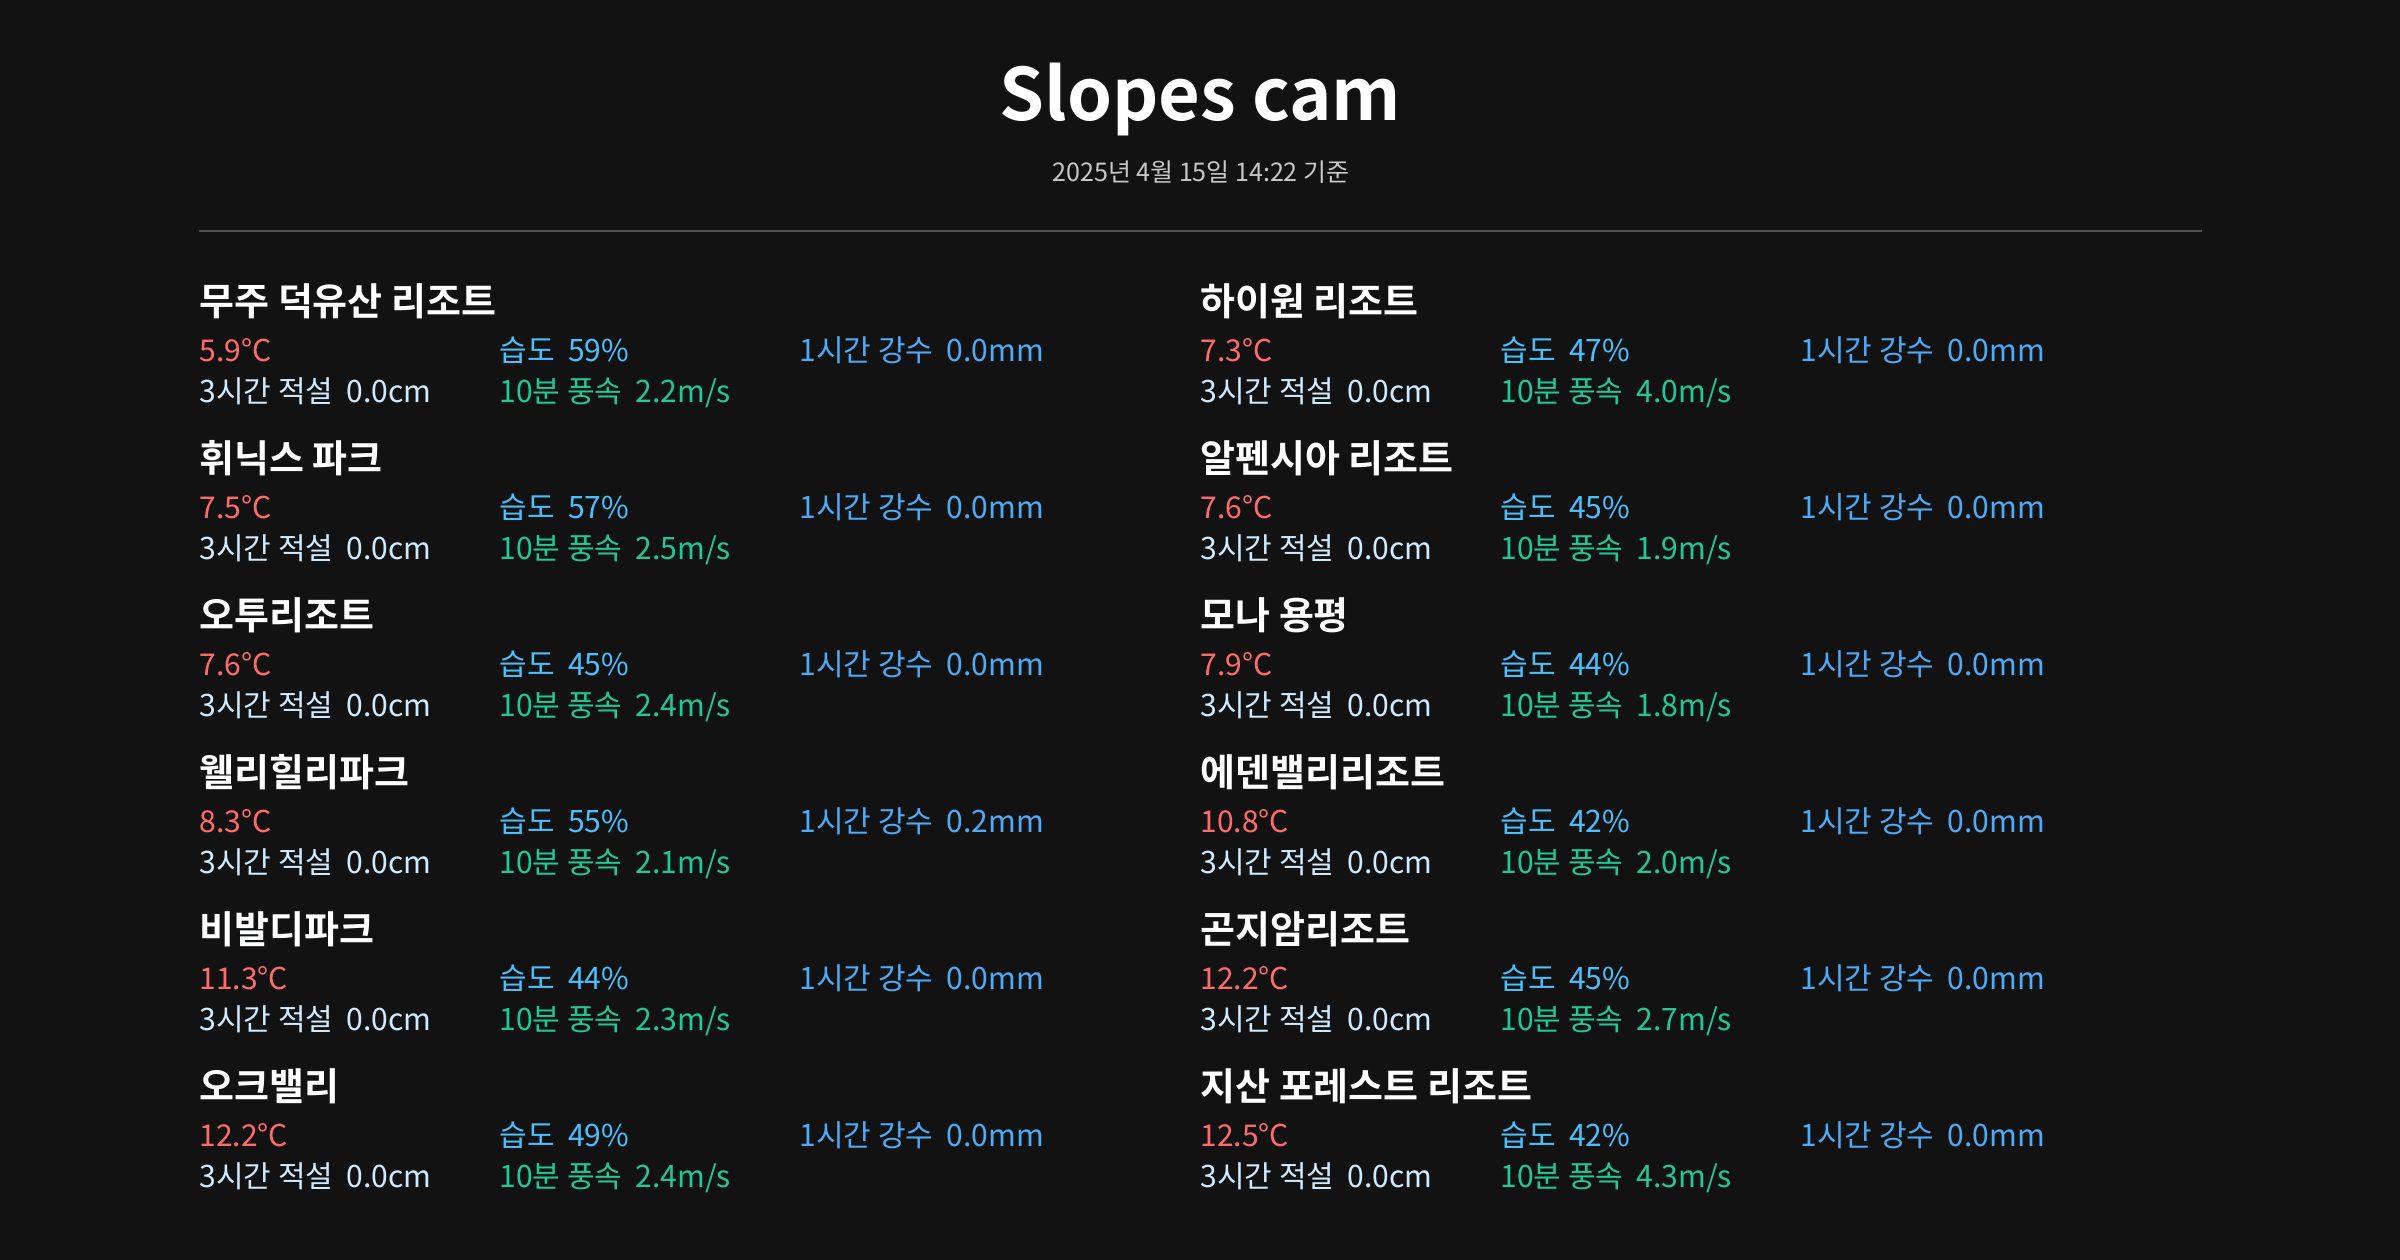 Slopes cam
2025년 4월 15일 14:22 기준
무주 덕유산 리조트
5.9°C 습도 59% 1시간 강수 0.0mm
3시간 적설 0.0cm 10분 풍속 2.2m/s
하이원 리조트
7.3°C 습도 47% 1시간 강수 0.0mm
3시간 적설 0.0cm 10분 풍속 4.0m/s
휘닉스 파크
7.5°C 습도 57% 1시간 강수 0.0mm
3시간 적설 0.0cm 10분 풍속 2.5m/s
알펜시아 리조트
7.6°C 습도 45% 1시간 강수 0.0mm
3시간 적설 0.0cm 10분 풍속 1.9m/s
오투리조트
7.6°C 습도 45% 1시간 강수 0.0mm
3시간 적설 0.0cm 10분 풍속 2.4m/s
모나 용평
7.9°C 습도 44% 1시간 강수 0.0mm
3시간 적설 0.0cm 10분 풍속 1.8m/s
웰리힐리파크
8.3°C 습도 55% 1시간 강수 0.2mm
3시간 적설 0.0cm 10분 풍속 2.1m/s
에덴밸리리조트
10.8°C 습도 42% 1시간 강수 0.0mm
3시간 적설 0.0cm 10분 풍속 2.0m/s
비발디파크
11.3°C 습도 44% 1시간 강수 0.0mm
3시간 적설 0.0cm 10분 풍속 2.3m/s
곤지암리조트
12.2°C 습도 45% 1시간 강수 0.0mm
3시간 적설 0.0cm 10분 풍속 2.7m/s
오크밸리
12.2°C 습도 49% 1시간 강수 0.0mm
3시간 적설 0.0cm 10분 풍속 2.4m/s
지산 포레스트 리조트
12.5°C 습도 42% 1시간 강수 0.0mm
3시간 적설 0.0cm 10분 풍속 4.3m/s